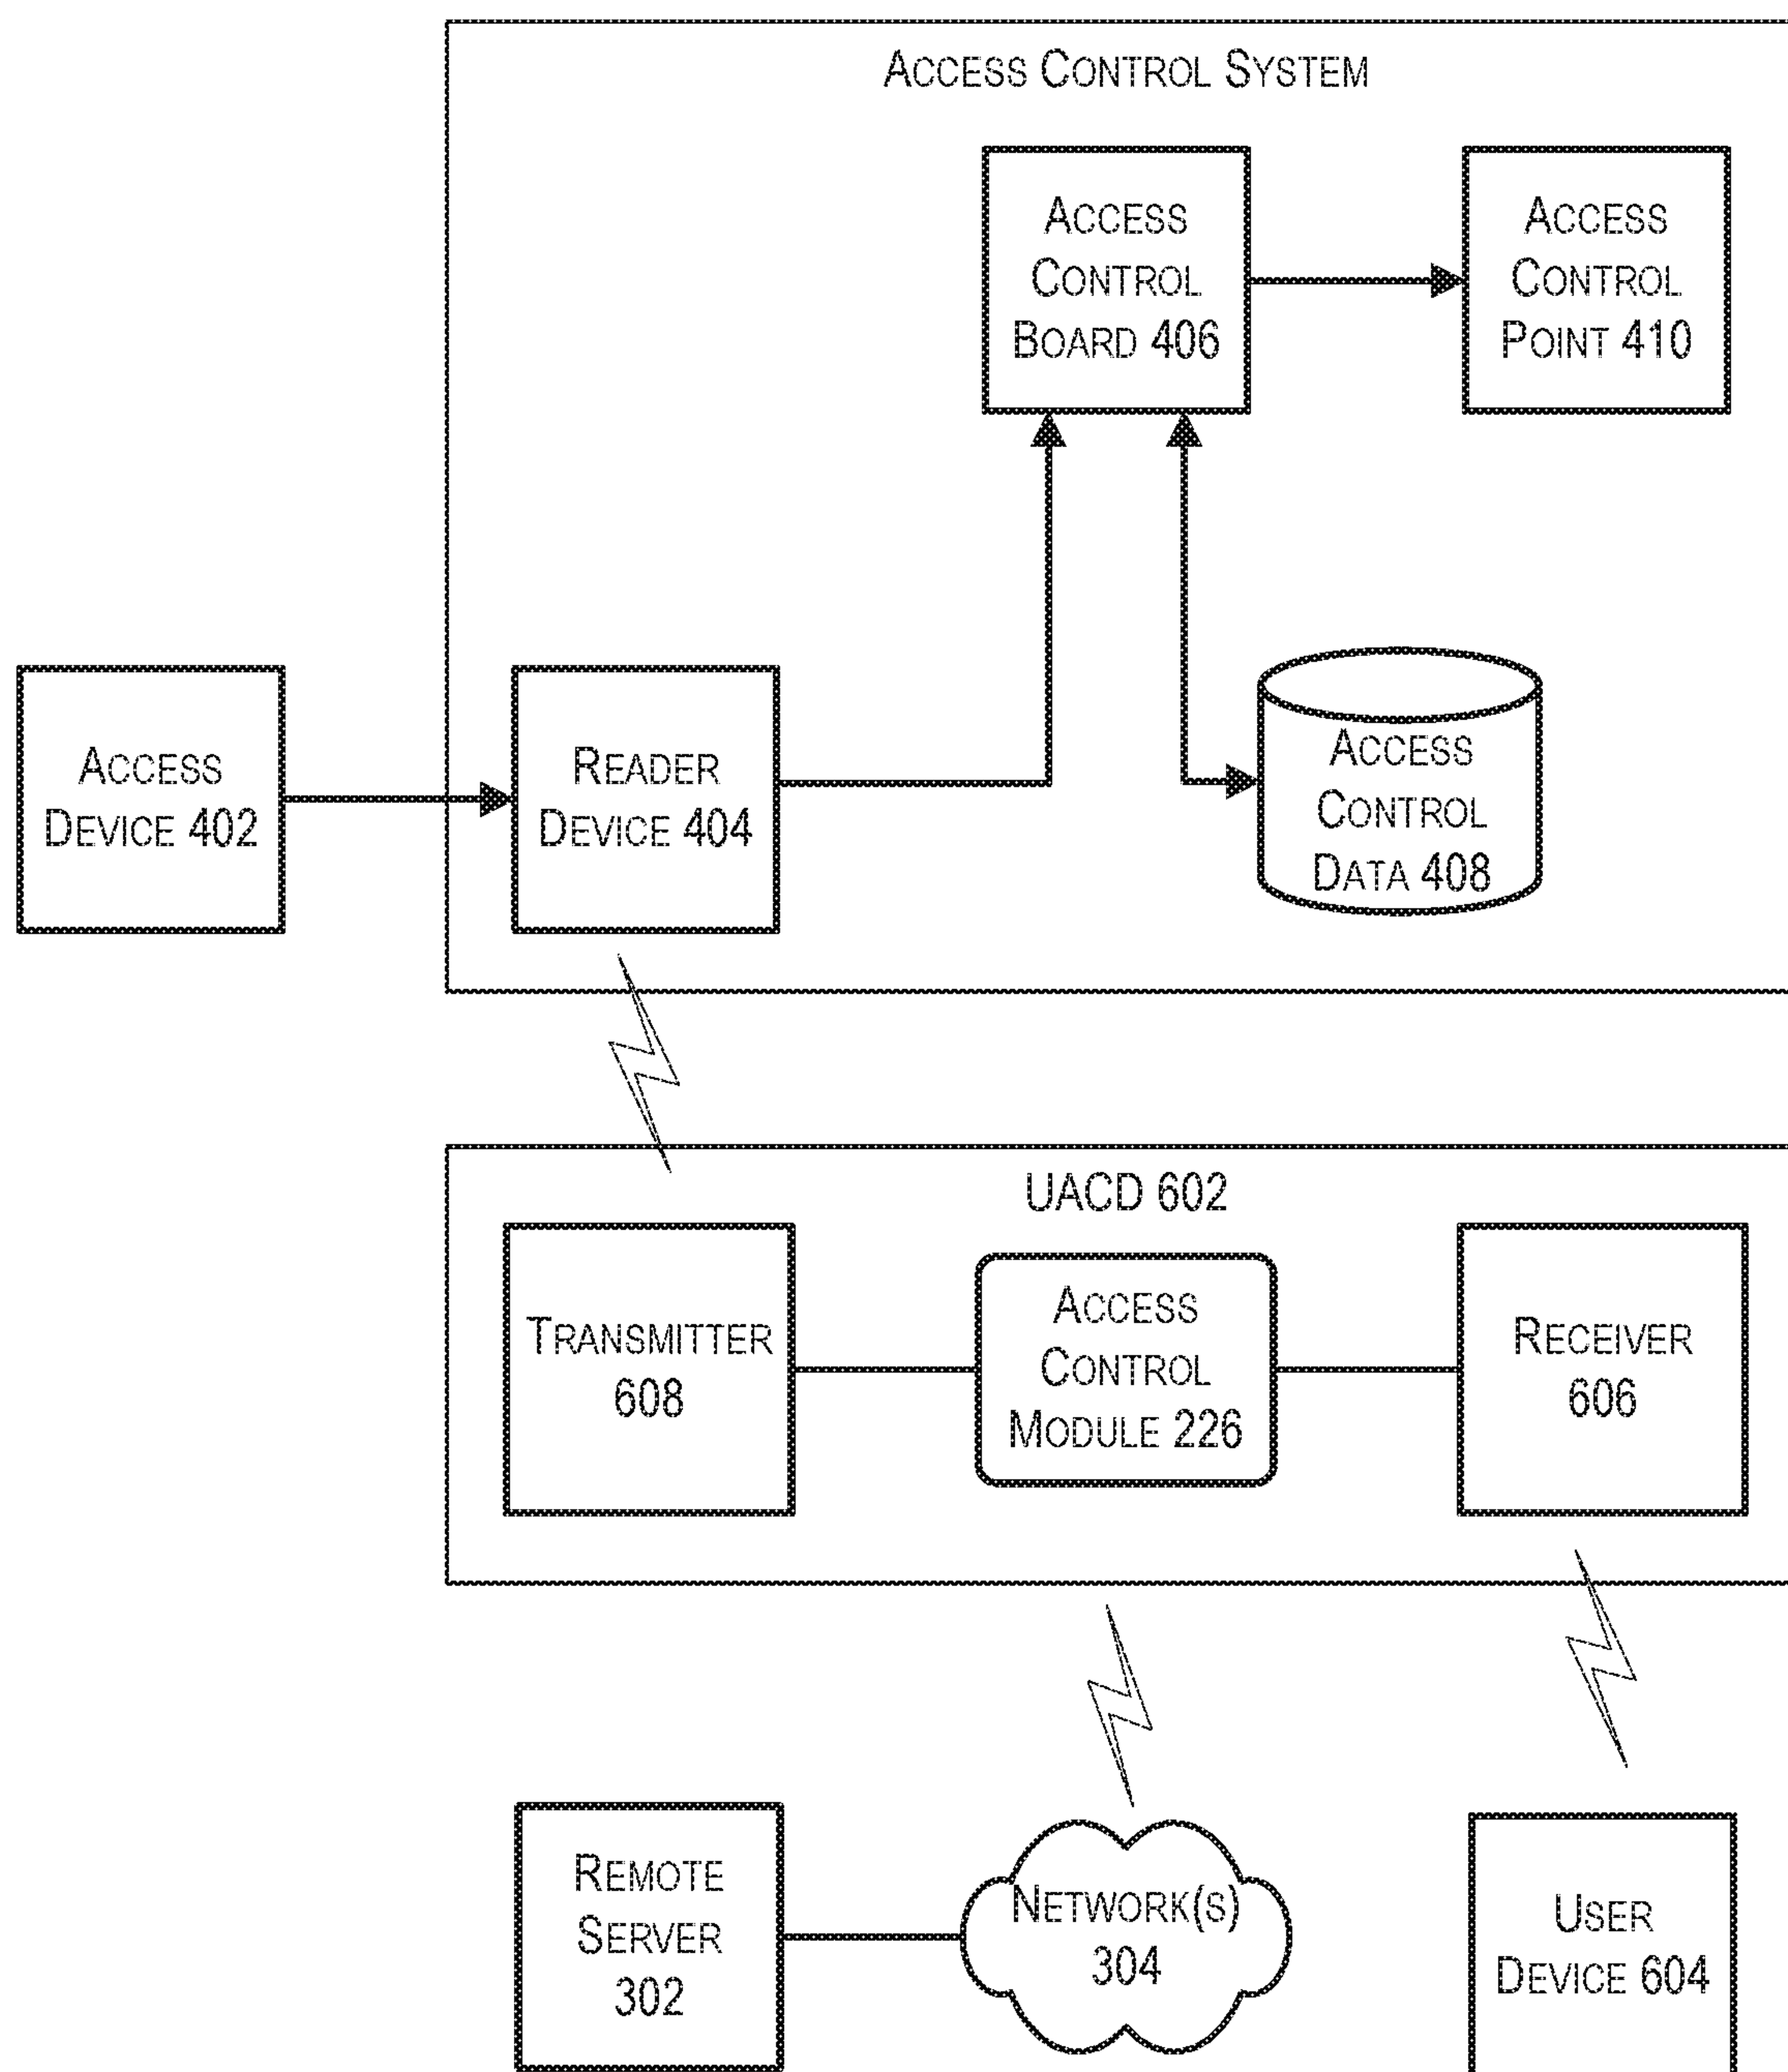 ACCESS CONTROL SYSTEM
ACCESS
CONTROL
BOARD 406
ACCESS
CONTROL
POINT 410
ACCESS
DEVICE 402
READER
DEVICE 404
ACCESS
CONTROL
DATA 408
UACD 602
TRANSMITTER
608
ACCESS
CONTROL
MODULE 226
RECEIVER
606
REMOTE
SERVER
302
NETWORK(S)
304
USER
DEVICE 604